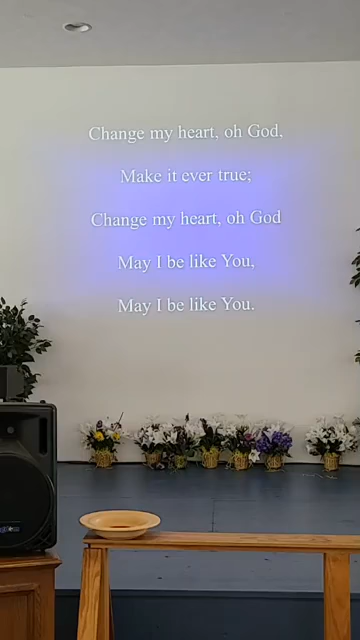 Change my heart, oh God,
Make it ever true;
Change my heart, oh God
May I be like You,
May I be like You.